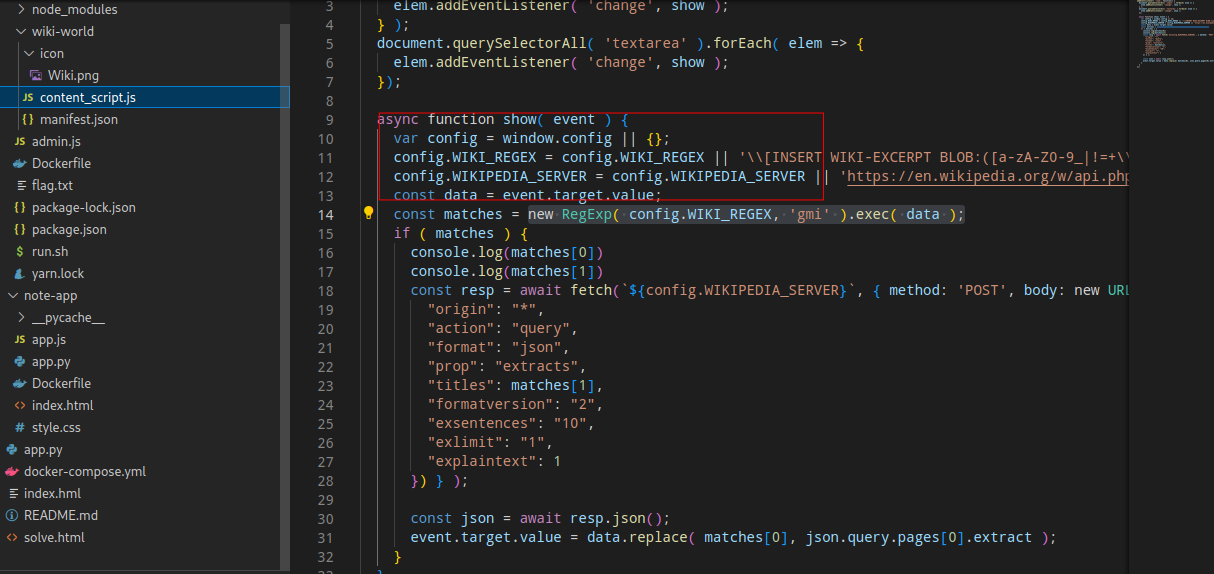 node_modules
wiki-world
icon
Wiki.png
JS content_script.js
{} manifest.json
JS admin.js
Dockerfile
flag.txt
{} package-lock.json
{} package.json
$ run.sh
yarn.lock
note-app
__pycache__
JS app.js
app.py
Dockerfile
<> index.html
# style.css
app.py
docker-compose.yml
index.hml
README.md
<> solve.html
3 elem.addEventListener( 'change', show );
4 } );
5 document.querySelectorAll( 'textarea' ).forEach( elem => {
6 elem.addEventListener( 'change', show );
7 });
8
9 async function show( event ) {
10 var config = window.config || {};
11 config.WIKI_REGEX = config.WIKI_REGEX || '\\[INSERT WIKI-EXCERPT BLOB:([a-zA-Z0-9_|!=+\\
12 config.WIKIPEDIA_SERVER = config.WIKIPEDIA_SERVER || 'https://en.wikipedia.org/w/api.php
13 const data = event.target.value;
14 const matches = new RegExp( config.WIKI_REGEX, 'gmi' ).exec( data );
15 if ( matches ) {
16 console.log(matches[0])
17 console.log(matches[1])
18 const resp = await fetch(`${config.WIKIPEDIA_SERVER}`, { method: 'POST', body: new URL
19 "origin": "*",
20 "action": "query",
21 "format": "json",
22 "prop": "extracts",
23 "titles": matches[1],
24 "formatversion": "2",
25 "exsentences": "10",
26 "exlimit": "1",
27 "explaintext": 1
28 }) } );
29
30 const json = await resp.json();
31 event.target.value = data.replace( matches[0], json.query.pages[0].extract );
32 }